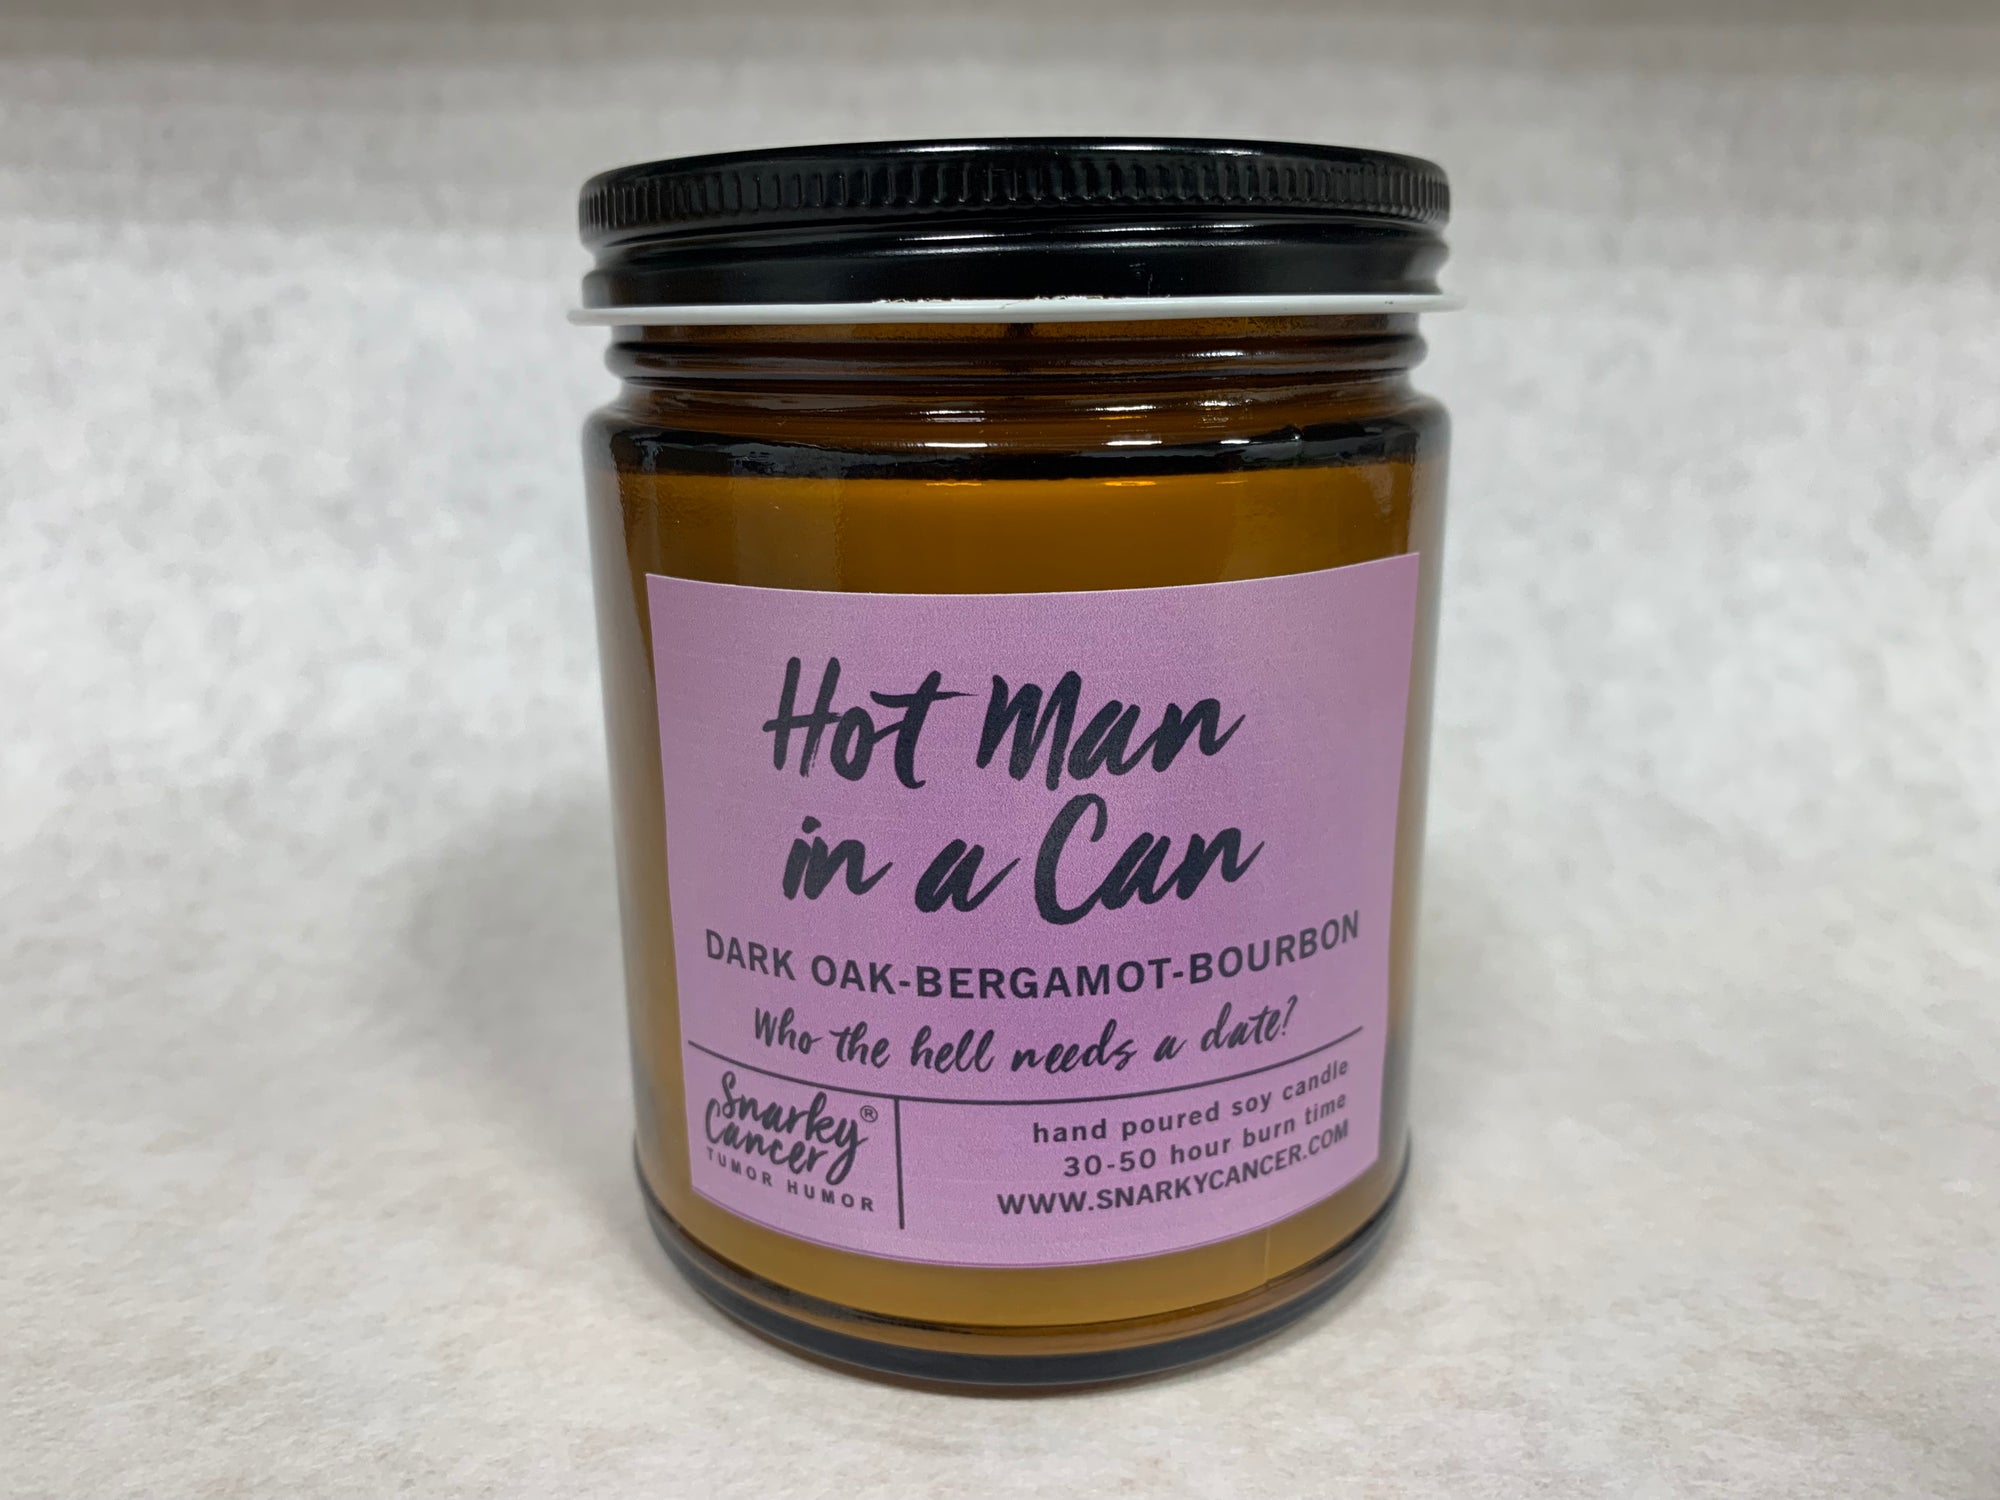 Hot Man
in a Can
DARK OAK-BERGAMOT-BOURBON
Who the hell needs a date?
Snarky®
Cancer
TUMOR HUMOR
hand poured soy candle
30-50 hour burn time
WWW.SNARKYCANCER.COM